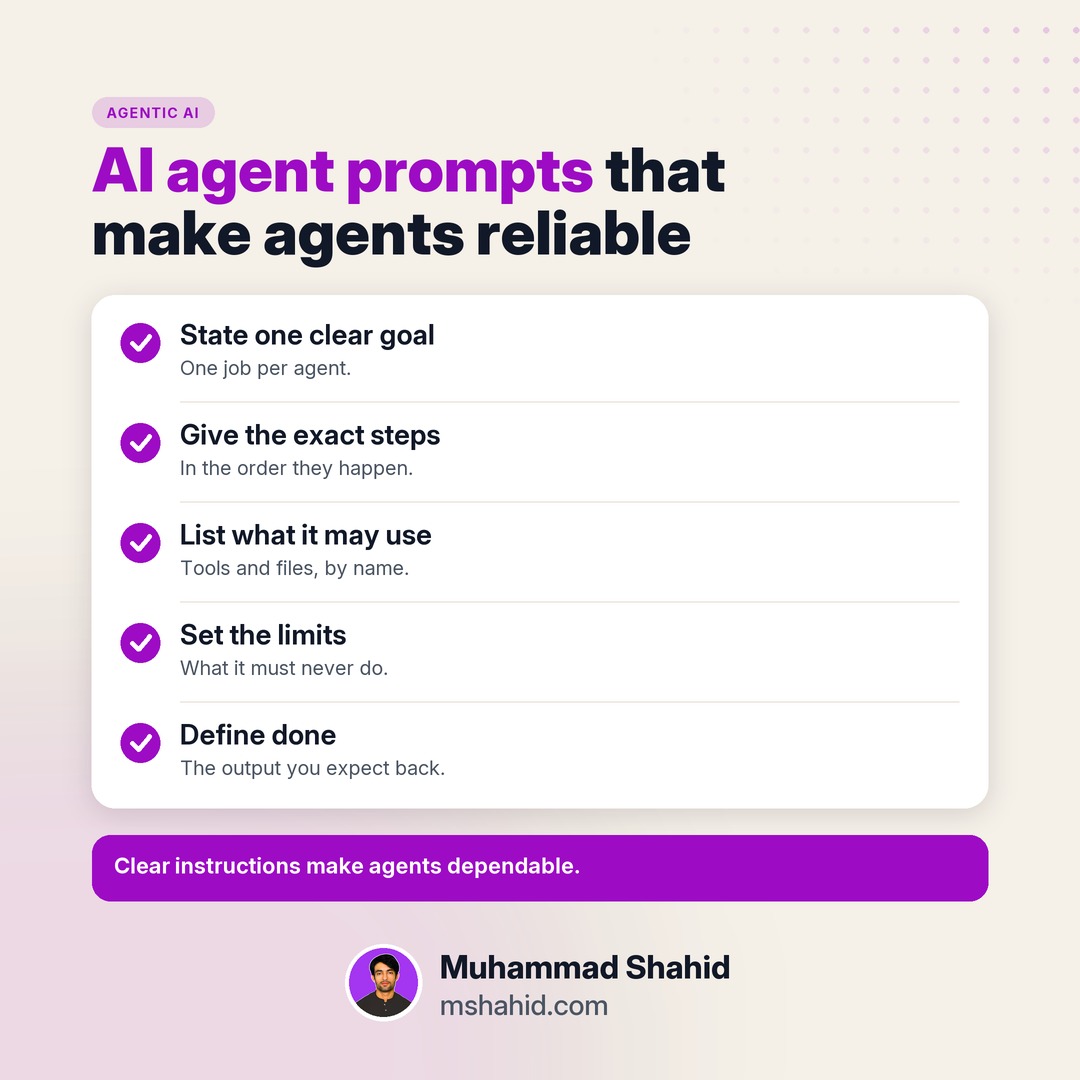 AGENTIC AI
AI agent prompts that
make agents reliable
State one clear goal
One job per agent.
Give the exact steps
In the order they happen.
List what it may use
Tools and files, by name.
Set the limits
What it must never do.
Define done
The output you expect back.
Clear instructions make agents dependable.
Muhammad Shahid
mshahid.com